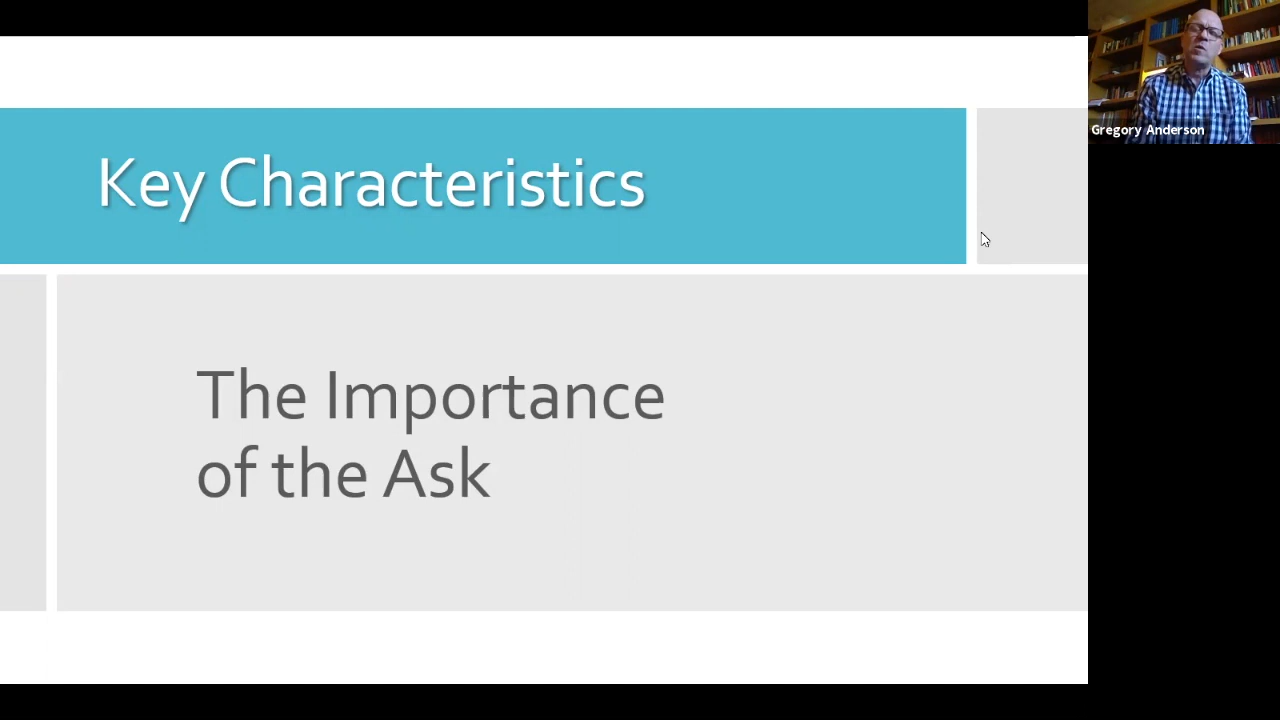 Key Characteristics
The Importance
of the Ask
Gregory Anderson